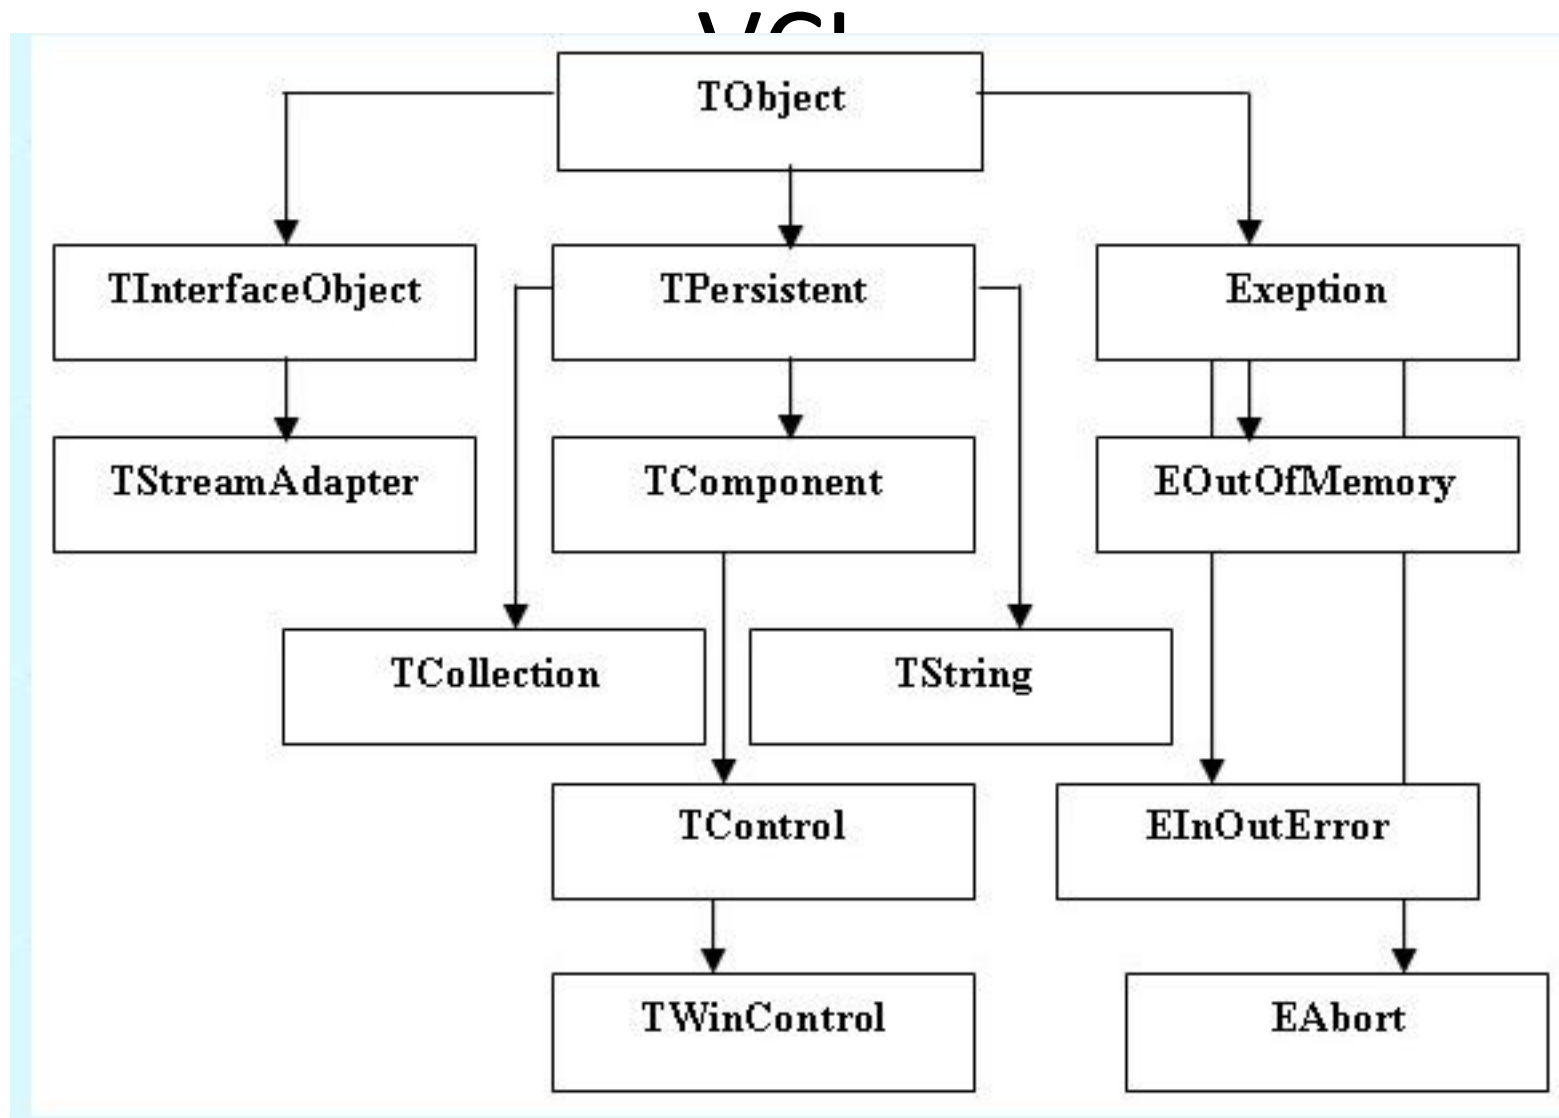 TObject
TInterfaceObject
TPersistent
Exeption
TStreamAdapter
TComponent
EOutOfMemory
TCollection
TString
TControl
EInOutError
TWinControl
EAbort